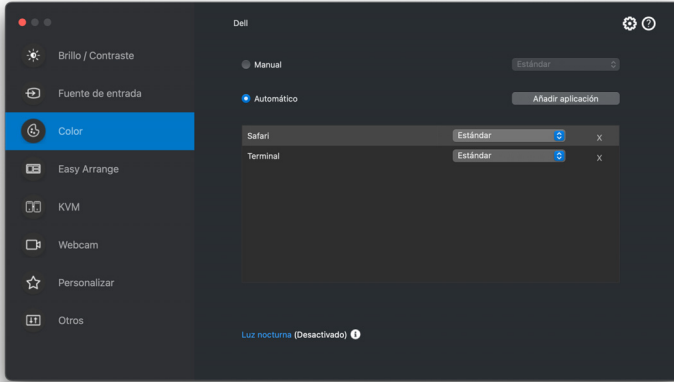 Dell
Brillo / Contraste
Fuente de entrada
Color
Easy Arrange
KVM
Webcam
Personalizar
Otros
Manual
Estándar
Automático
Añadir aplicación
Safari Estándar x
Terminal Estándar x
Luz nocturna (Desactivado)